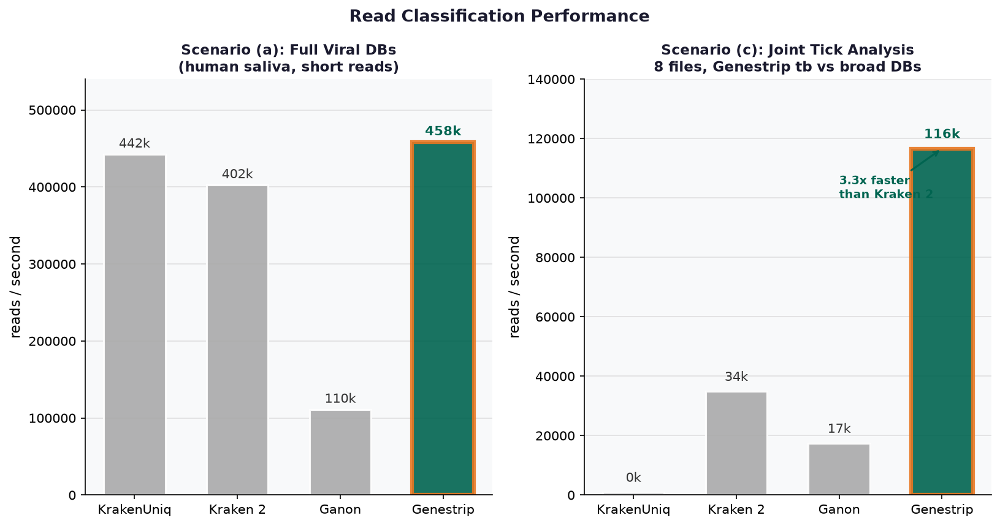 Read Classification Performance
Scenario (a): Full Viral DBs
(human saliva, short reads)
reads / second
500000
400000
300000
200000
100000
0
442k
402k
110k
458k
KrakenUniq
Kraken 2
Ganon
Genestrip
Scenario (c): Joint Tick Analysis
8 files, Genestrip tb vs broad DBs
reads / second
140000
120000
100000
80000
60000
40000
20000
0
0k
34k
17k
116k
3.3x faster
than Kraken 2
KrakenUniq
Kraken 2
Ganon
Genestrip